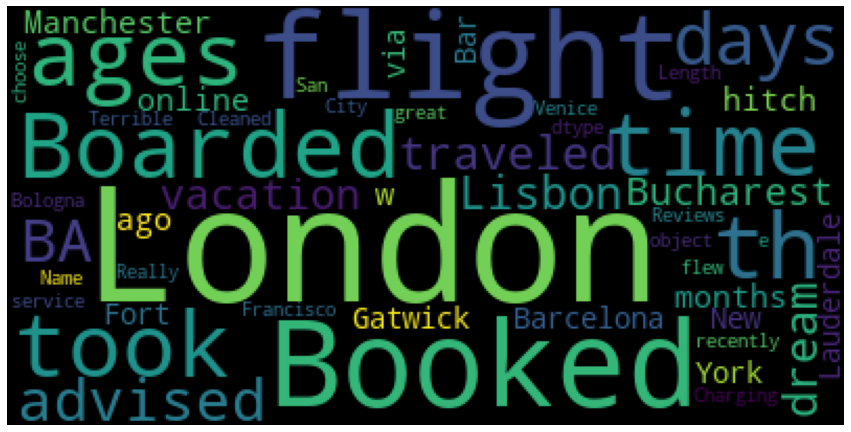 Manchester
choose
ages
flight
via
Bar
days
San
Length
online
City
great
Venice
hitch
Terrible
Cleaned
dtype
Boarded
traveled
time
vacation
w
Lisbon
Bucharest
Bologna
London
BA
ago
Reviews
th
object
e
Name
Really
flew
Lauderdale
service
Fort
Francisco
Gatwick
Barcelona
months
New
dream
took
Booked
recently
York
advised
Charging